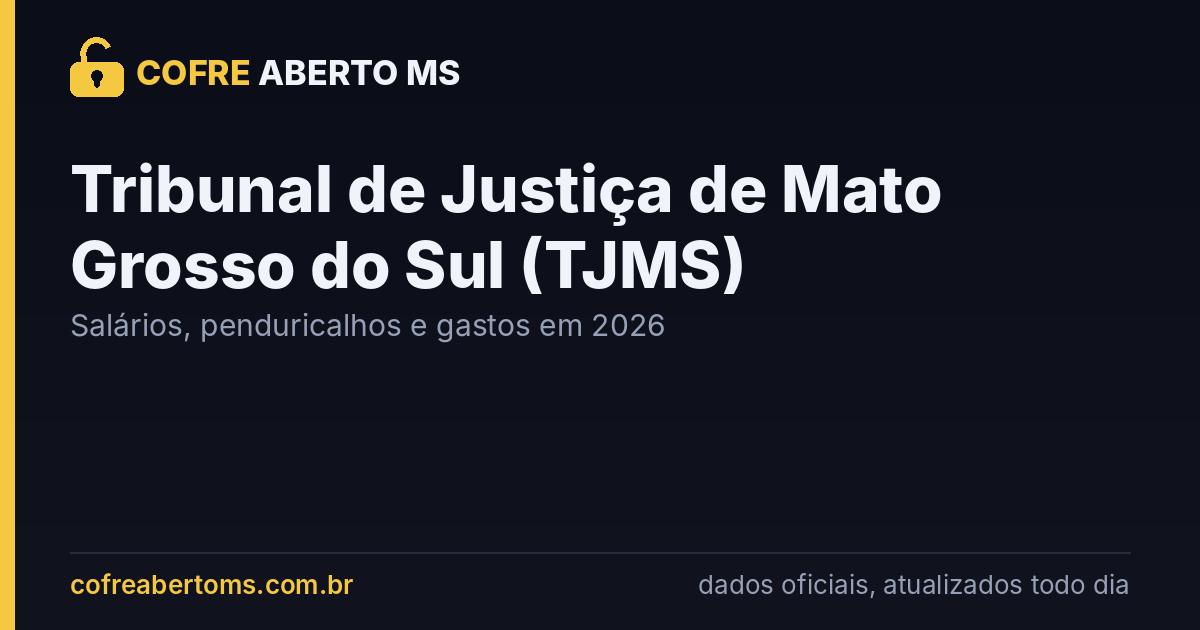 COFRE ABERTO MS
Tribunal de Justiça de Mato
Grosso do Sul (TJMS)
Salários, penduricalhos e gastos em 2026
cofreabertoms.com.br
dados oficiais, atualizados todo dia